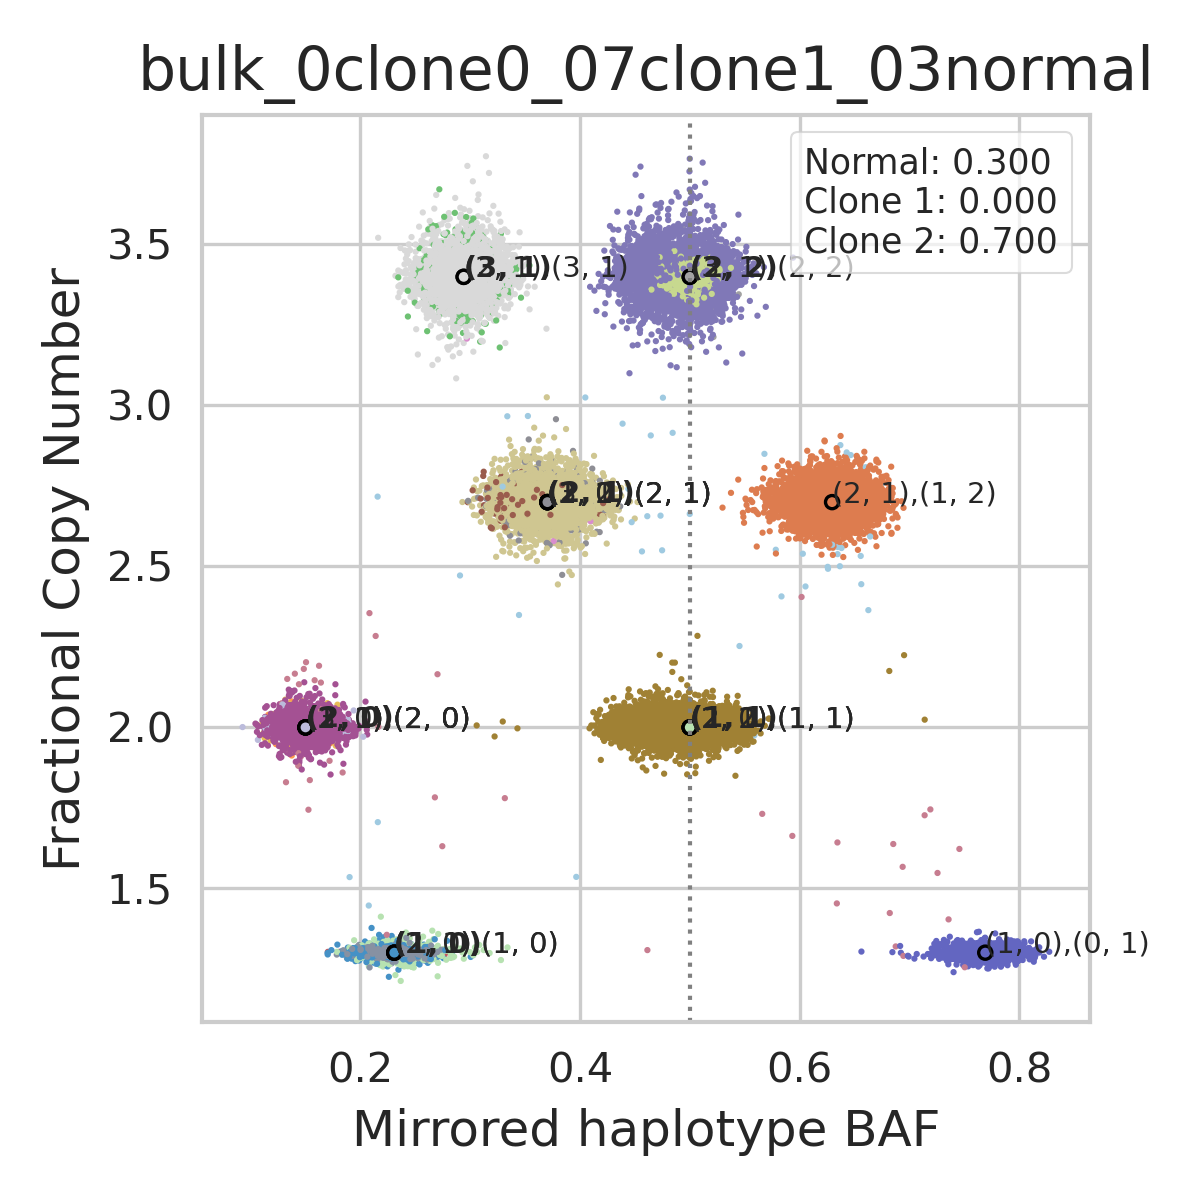 bulk_0clone0_07clone1_03normal
Normal: 0.300
Clone 1: 0.000
Clone 2: 0.700
3.5
(3, 1)
(2, 2)
3.0
(2, 1)
(2, 1),(1, 2)
2.5
Fractional Copy Number
(2, 0)
(1, 1)
2.0
1.5
(1, 0)
(1, 0),(0, 1)
0.2
0.4
0.6
0.8
Mirrored haplotype BAF